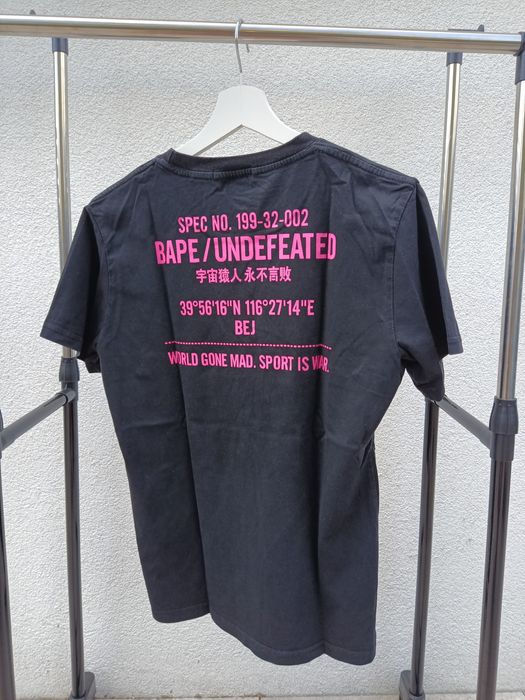 SPEC NO. 199-32-002
BAPE/UNDEFEATED
宇宙猿人 永不言败
39°56'16"N 116°27'14"E
BEJ
WORLD GONE MAD. SPORT IS WAR.